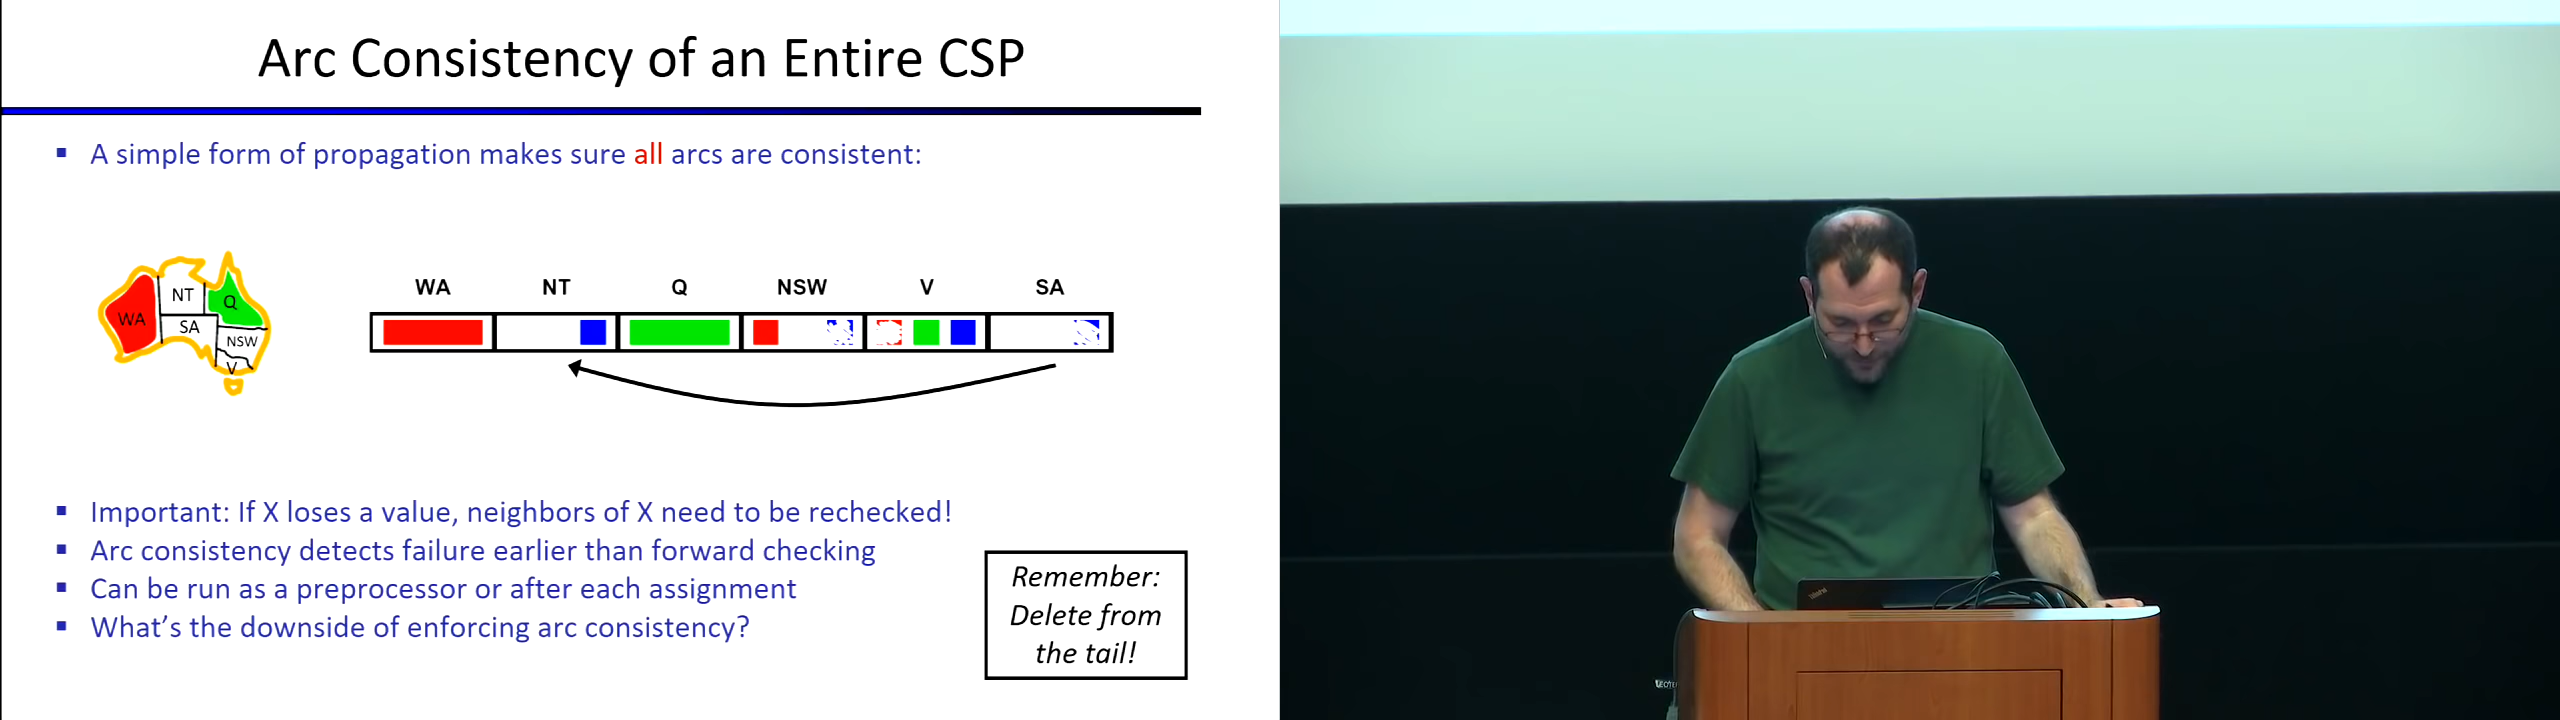 Arc Consistency of an Entire CSP
A simple form of propagation makes sure all arcs are consistent:
WA NT Q NSW V SA
NT
Q
WA
SA
NSW
V
Important: If X loses a value, neighbors of X need to be rechecked!
Arc consistency detects failure earlier than forward checking
Can be run as a preprocessor or after each assignment
What's the downside of enforcing arc consistency?
Remember:
Delete from
the tail!